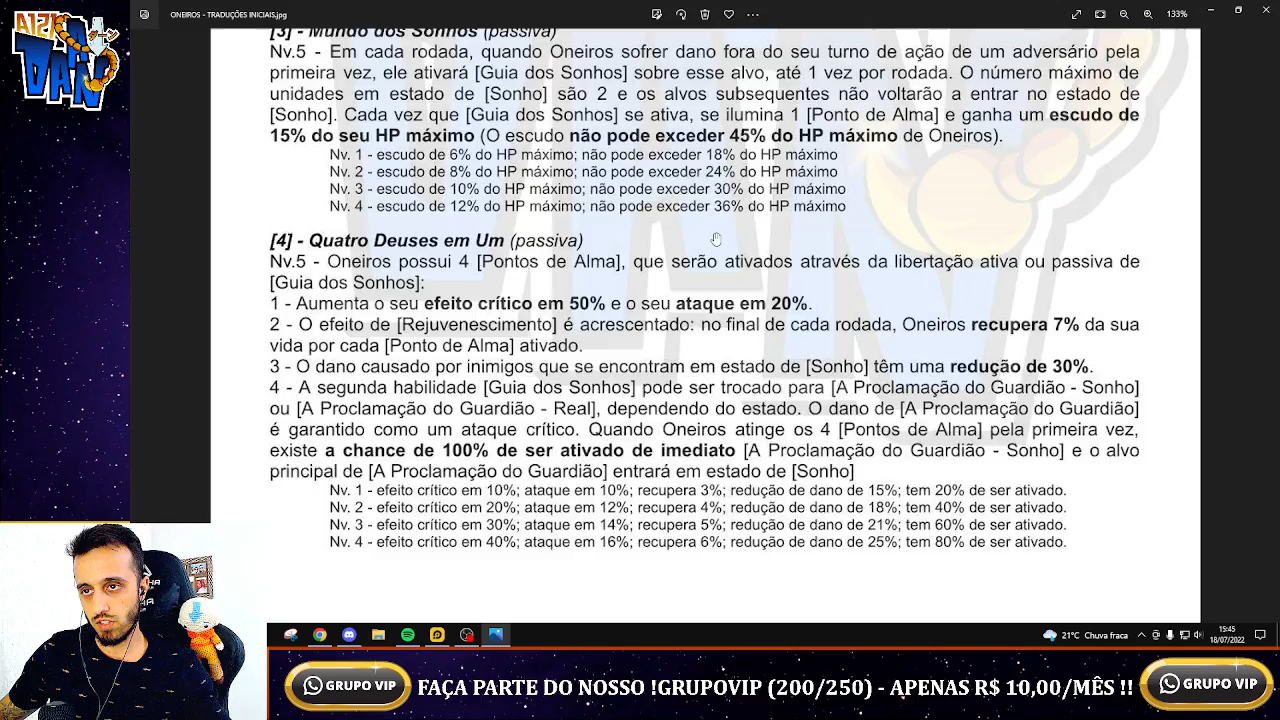 A12T
DAN
ONEIROS - TRADUÇÕES INICIAIS.jpg
133%
[3] - Mundo dos Sonhos (passiva)
Nv.5 - Em cada rodada, quando Oneiros sofrer dano fora do seu turno de ação de um adversário pela
primeira vez, ele ativará [Guia dos Sonhos] sobre esse alvo, até 1 vez por rodada. O número máximo de
unidades em estado de [Sonho] são 2 e os alvos subsequentes não voltarão a entrar no estado de
[Sonho]. Cada vez que [Guia dos Sonhos] se ativa, se ilumina 1 [Ponto de Alma] e ganha um escudo de
15% do seu HP máximo (O escudo não pode exceder 45% do HP máximo de Oneiros).
Nv. 1 - escudo de 6% do HP máximo; não pode exceder 18% do HP máximo
Nv. 2 - escudo de 8% do HP máximo; não pode exceder 24% do HP máximo
Nv. 3 - escudo de 10% do HP máximo; não pode exceder 30% do HP máximo
Nv. 4 - escudo de 12% do HP máximo; não pode exceder 36% do HP máximo
[4] - Quatro Deuses em Um (passiva)
Nv.5 - Oneiros possui 4 [Pontos de Alma], que serão ativados através da libertação ativa ou passiva de
[Guia dos Sonhos]:
1 - Aumenta o seu efeito crítico em 50% e o seu ataque em 20%.
2 - O efeito de [Rejuvenescimento] é acrescentado: no final de cada rodada, Oneiros recupera 7% da sua
vida por cada [Ponto de Alma] ativado.
3 - O dano causado por inimigos que se encontram em estado de [Sonho] têm uma redução de 30%.
4 - A segunda habilidade [Guia dos Sonhos] pode ser trocado para [A Proclamação do Guardião - Sonho]
ou [A Proclamação do Guardião - Real], dependendo do estado. O dano de [A Proclamação do Guardião]
é garantido como um ataque crítico. Quando Oneiros atinge os 4 [Pontos de Alma] pela primeira vez,
existe a chance de 100% de ser ativado de imediato [A Proclamação do Guardião - Sonho] e o alvo
principal de [A Proclamação do Guardião] entrará em estado de [Sonho]
Nv. 1 - efeito crítico em 10%; ataque em 10%; recupera 3%; redução de dano de 15%; tem 20% de ser ativado.
Nv. 2 - efeito crítico em 20%; ataque em 12%; recupera 4%; redução de dano de 18%; tem 40% de ser ativado.
Nv. 3 - efeito crítico em 30%; ataque em 14%; recupera 5%; redução de dano de 21%; tem 60% de ser ativado.
Nv. 4 - efeito crítico em 40%; ataque em 16%; recupera 6%; redução de dano de 25%; tem 80% de ser ativado.
21°C Chuva fraca
15:45
18/07/2022
GRUPO VIP
FAÇA PARTE DO NOSSO !GRUPOVIP (200/250) - APENAS R$ 10,00/MÊS !!
GRUPO VIP